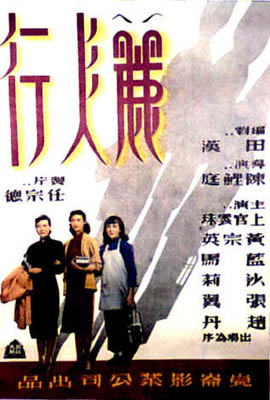 麗人行
編劇：
田漢
導演：
陳鯉庭
主演：
上官雲珠
黃宗英
藍馬
沙莉
張翼
趙丹
出場為序
製片：
任宗德
崑崙影業公司出品